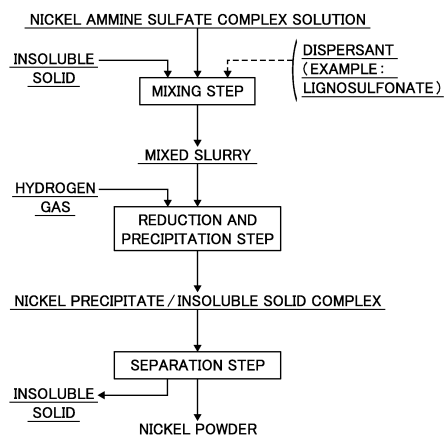 NICKEL AMMINE SULFATE COMPLEX SOLUTION
INSOLUBLE
SOLID
DISPERSANT
(EXAMPLE:
LIGNOSULFONATE)
MIXING STEP
MIXED SLURRY
HYDROGEN
GAS
REDUCTION AND
PRECIPITATION STEP
NICKEL PRECIPITATE/INSOLUBLE SOLID COMPLEX
SEPARATION STEP
INSOLUBLE
SOLID
NICKEL POWDER